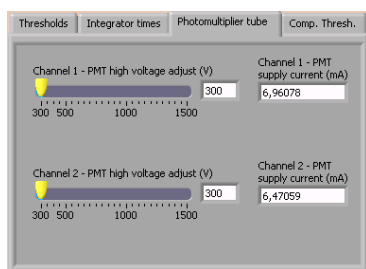 Thresholds
Integrator times
Photomultiplier tube
Comp. Thresh.
Channel 1 - PMT high voltage adjust (V)
300
300 500 1000 1500
Channel 1 - PMT
supply current (mA)
6,96078
Channel 2 - PMT high voltage adjust (V)
300
300 500 1000 1500
Channel 2 - PMT
supply current (mA)
6,47059